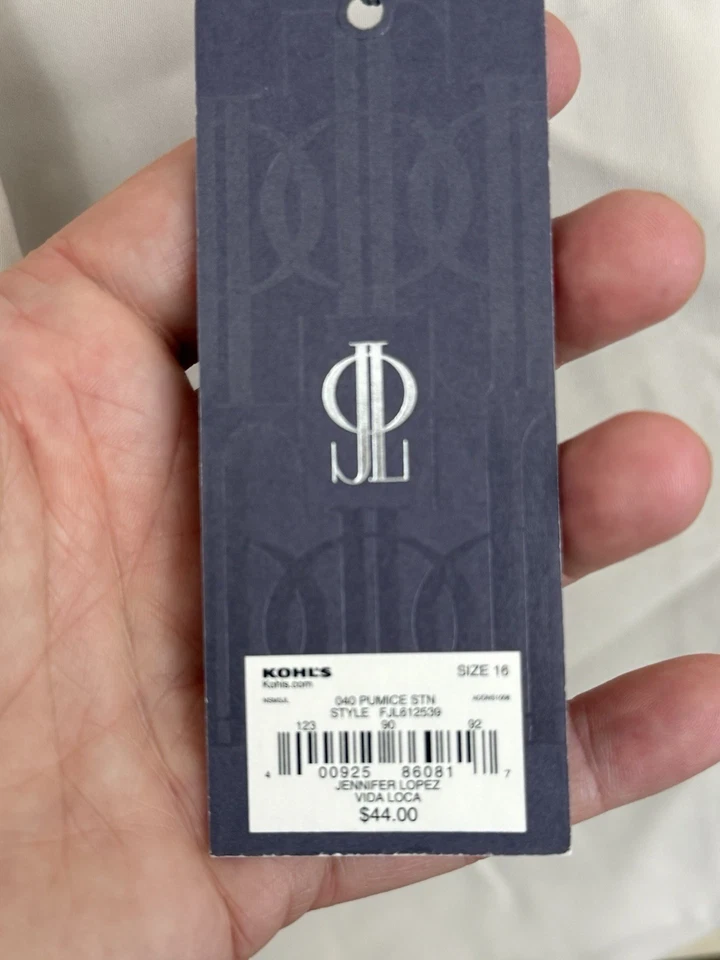 JL
KOHL'S SIZE 16
Kohls.com
040 PUMICE STN
STYLE FJL612539
123 90 92
4 00925 86081 7
JENNIFER LOPEZ
VIDA LOCA
$44.00